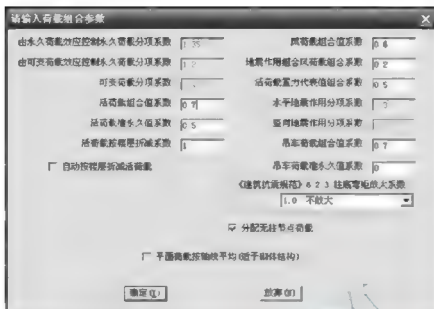 请输入荷载组合参数
由永久荷载效应控制永久荷载分项系数 1.35
风荷载组合值系数 0.6
由可变荷载效应控制永久荷载分项系数 1.2
地震作用组合风荷载组合系数 0.2
可变荷载分项系数
活荷载重力代表值组合系数 0.5
活荷载组合值系数 0.7
水平地震作用分项系数
活荷载准永久值系数 0.5
竖向地震作用分项系数
活荷载按楼层折减系数 1
吊车荷载组合值系数 0.7
自动按楼层折减活荷载
吊车荷载准永久值系数 0
《建筑抗震规范》 6 2 3 柱底弯矩放大系数
1.0 不放大
分配无柱节点荷载
平面荷载按轴线平均(适于砌体结构)
确定(Y)
放弃(N)